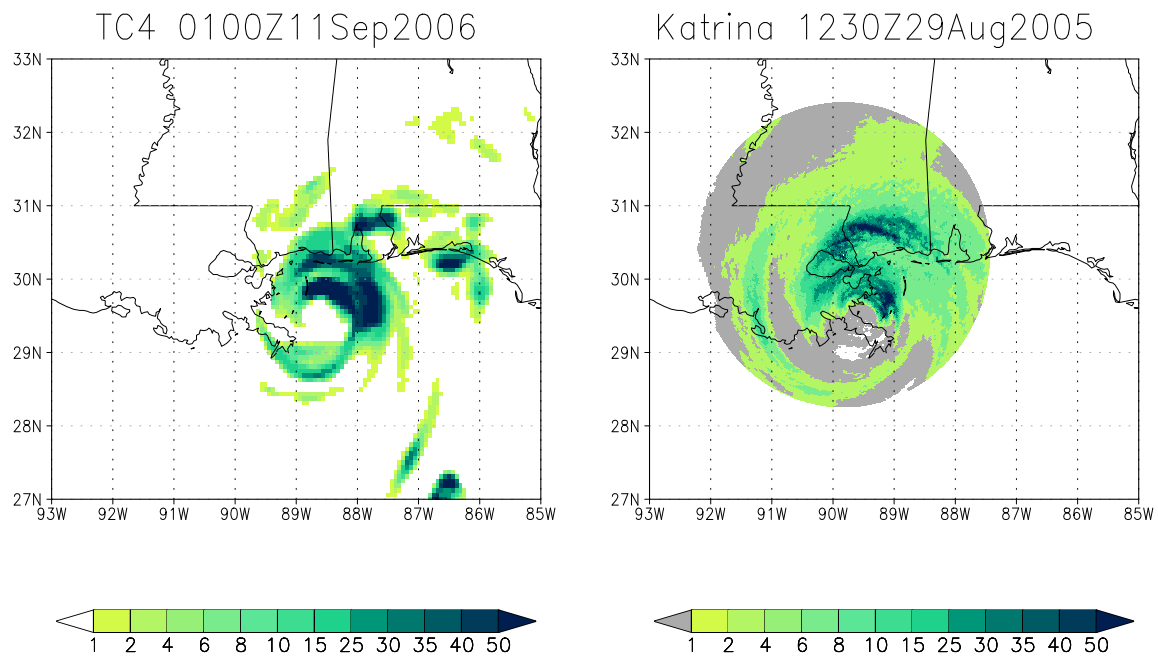 TC4 0100Z11Sep2006
Katrina 1230Z29Aug2005
33N
32N
31N
30N
29N
28N
27N
93W 92W 91W 90W 89W 88W 87W 86W 85W
33N
32N
31N
30N
29N
28N
27N
93W 92W 91W 90W 89W 88W 87W 86W 85W
1 2 4 6 8 10 15 25 30 35 40 50
1 2 4 6 8 10 15 25 30 35 40 50